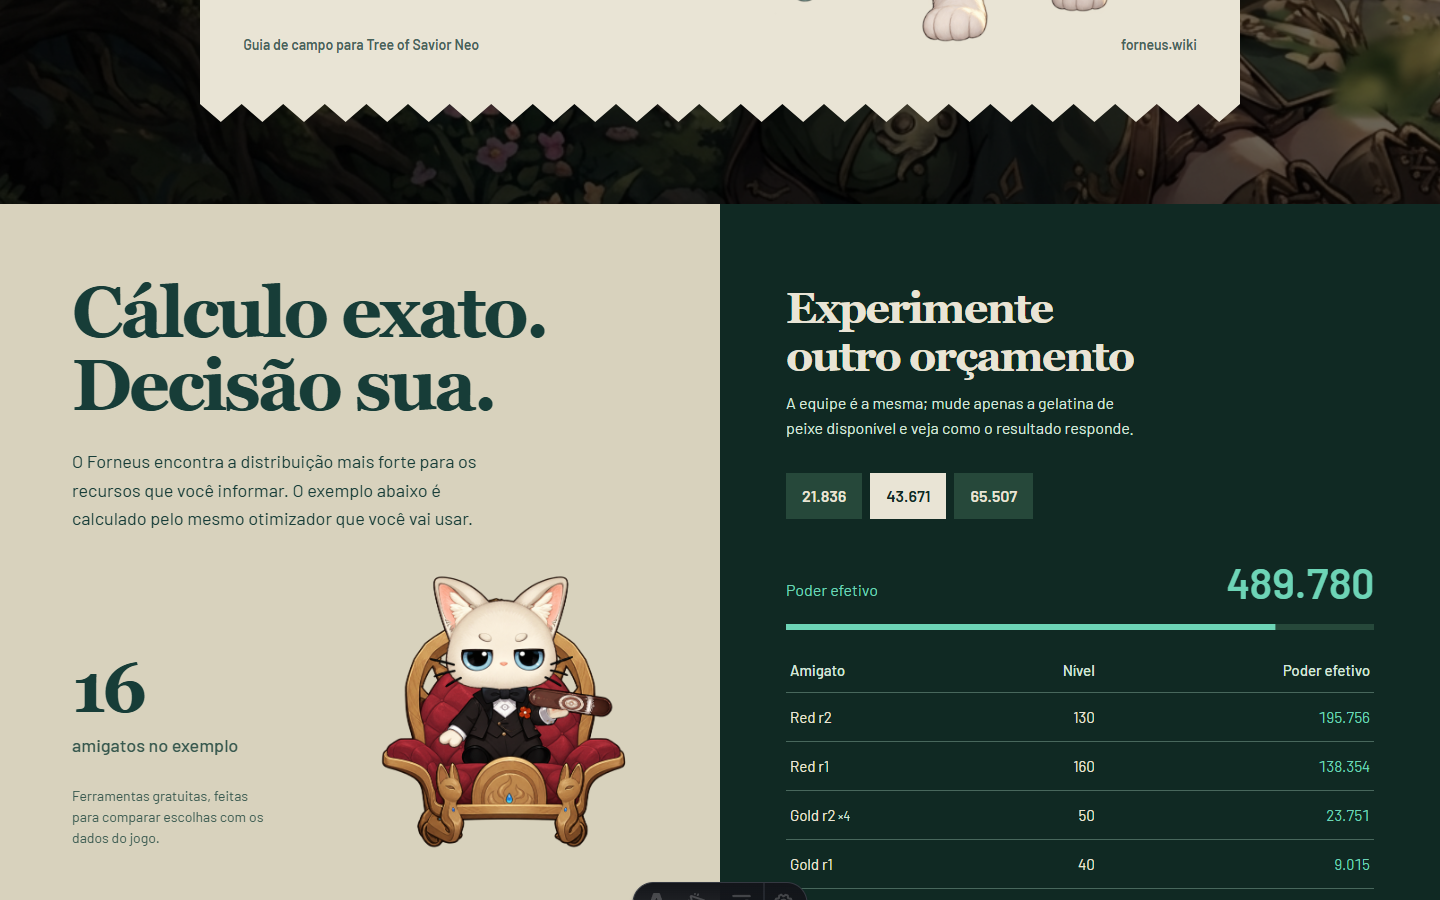 Guia de campo para Tree of Savior Neo
forneus.wiki
Cálculo exato.
Decisão sua.
O Forneus encontra a distribuição mais forte para os
recursos que você informar. O exemplo abaixo é
calculado pelo mesmo otimizador que você vai usar.
16
amigatos no exemplo
Ferramentas gratuitas, feitas
para comparar escolhas com os
dados do jogo.
Experimente
outro orçamento
A equipe é a mesma; mude apenas a gelatina de
peixe disponível e veja como o resultado responde.
21.836 43.671 65.507
Poder efetivo 489.780
Amigato Nível Poder efetivo
Red r2 130 195.756
Red r1 160 138.354
Gold r2 ×4 50 23.751
Gold r1 40 9.015